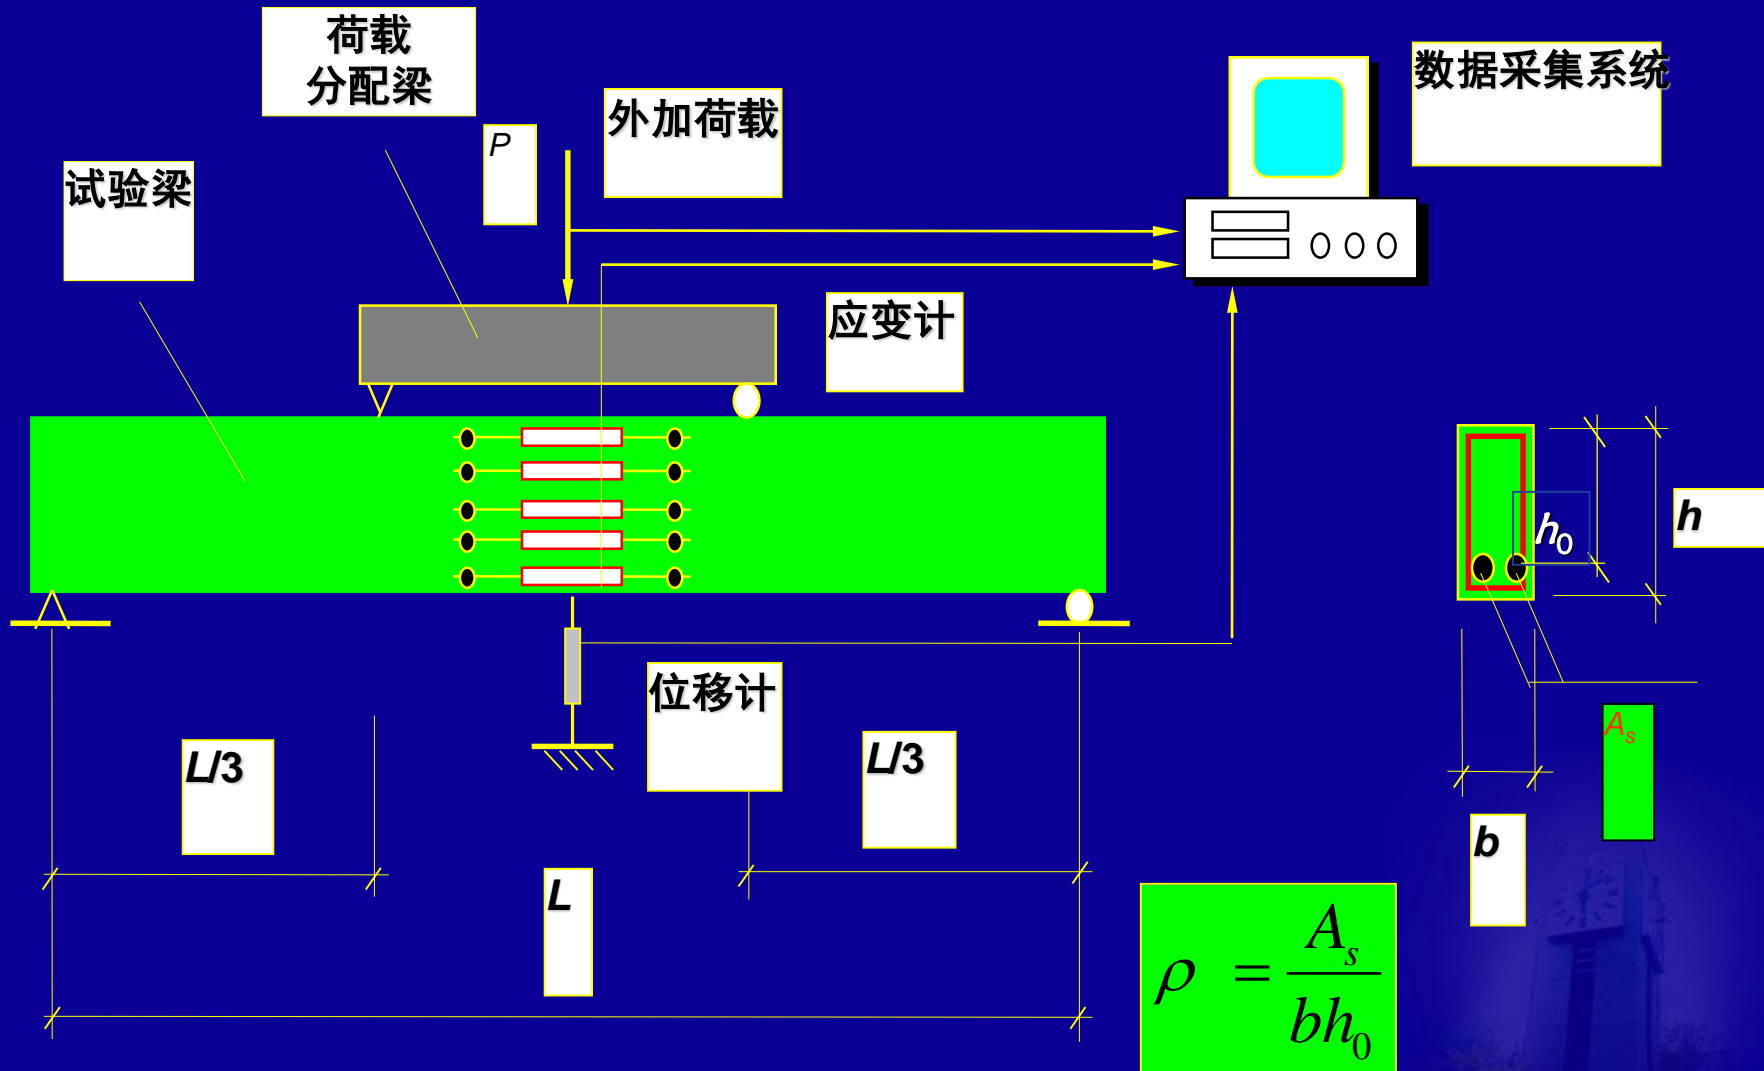 荷载
分配梁
数据采集系统
P
外加荷载
试验梁
应变计
h
h0
位移计
As
L/3
L/3
b
L
ρ = As / bh0